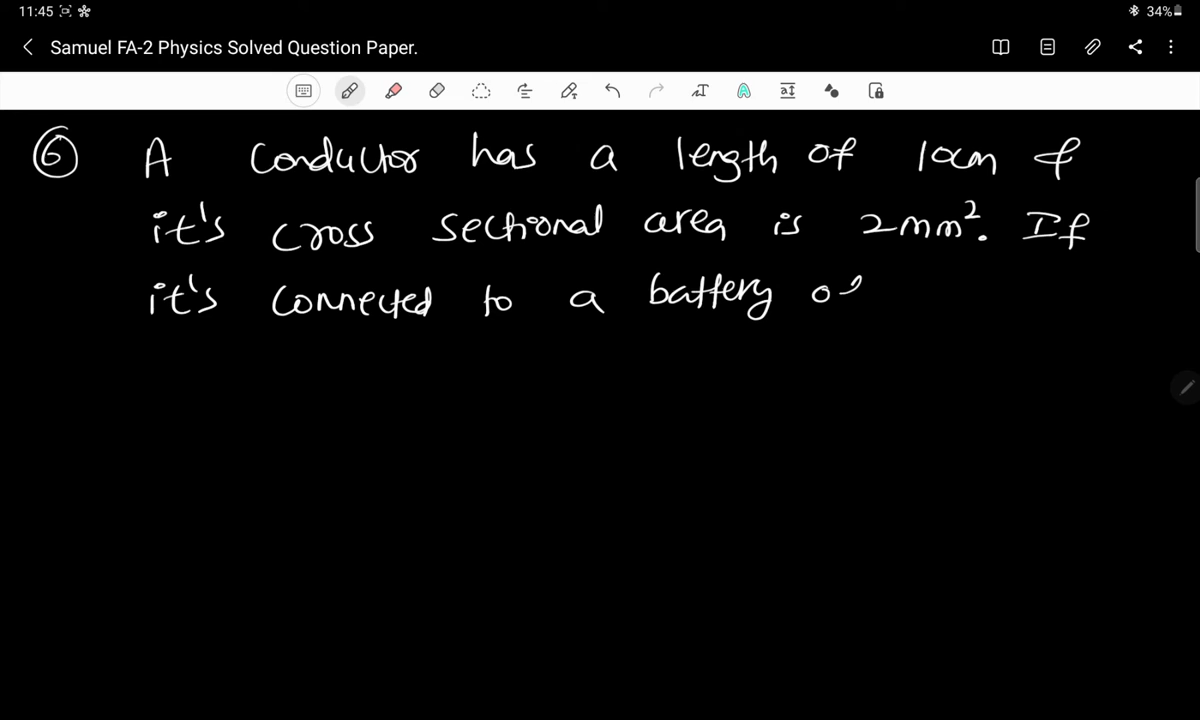 11:45 34%
Samuel FA-2 Physics Solved Question Paper.
6 A conductor has a length of 10cm &
it's cross sectional area is 2mm². If
it's connected to a battery